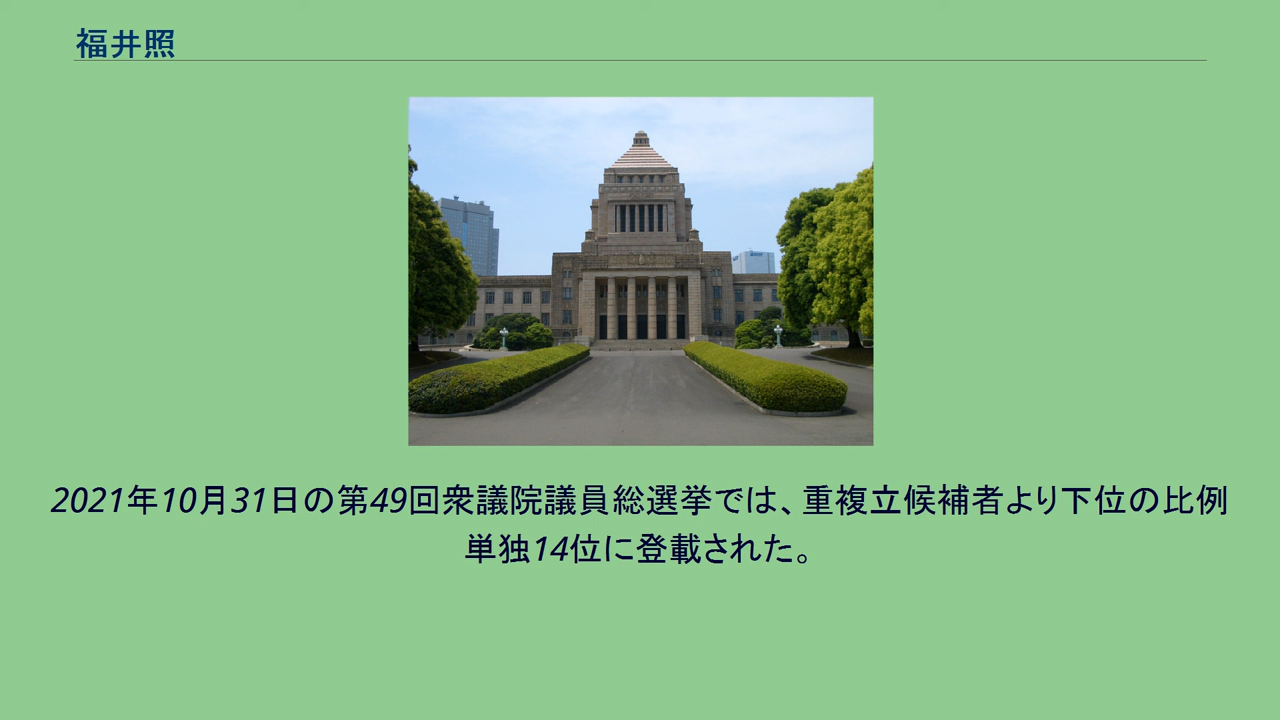 福井照
2021年10月31日の第49回衆議院議員総選挙では、重複立候補者より下位の比例
単独14位に登載された。